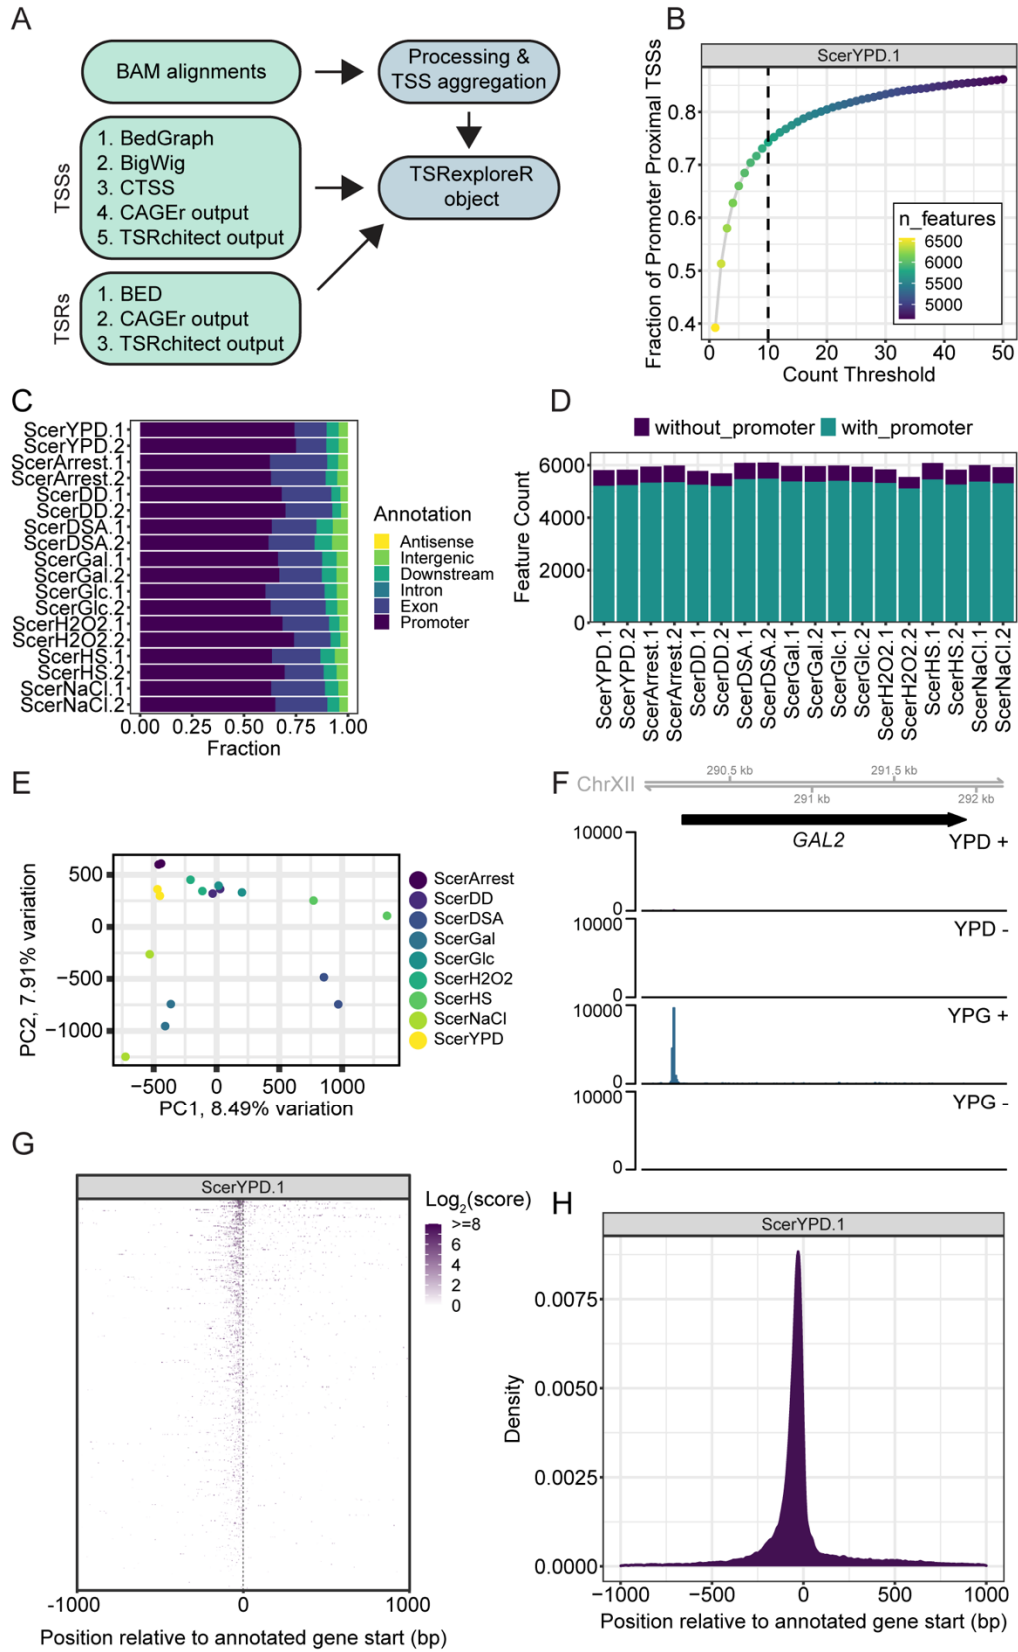 A
BAM alignments
Processing &
TSS aggregation
TSSs
1. BedGraph
2. BigWig
3. CTSS
4. CAGEr output
5. TSRchitect output
TSRexploreR
object
TSRs
1. BED
2. CAGEr output
3. TSRchitect output
B
ScerYPD.1
Fraction of Promoter Proximal TSSs
0.8
0.7
0.6
0.5
0.4
n_features
6500
6000
5500
5000
0 10 20 30 40 50
Count Threshold
C
ScerYPD.1
ScerYPD.2
ScerArrest.1
ScerArrest.2
ScerDD.1
ScerDD.2
ScerDSA.1
ScerDSA.2
ScerGal.1
ScerGal.2
ScerGlc.1
ScerGlc.2
ScerH2O2.1
ScerH2O2.2
ScerHS.1
ScerHS.2
ScerNaCl.1
ScerNaCl.2
0.00 0.25 0.50 0.75 1.00
Fraction
Annotation
Antisense
Intergenic
Downstream
Intron
Exon
Promoter
D
without_promoter with_promoter
Feature Count
6000
4000
2000
0
ScerYPD.1
ScerYPD.2
ScerArrest.1
ScerArrest.2
ScerDD.1
ScerDD.2
ScerDSA.1
ScerDSA.2
ScerGal.1
ScerGal.2
ScerGlc.1
ScerGlc.2
ScerH2O2.1
ScerH2O2.2
ScerHS.1
ScerHS.2
ScerNaCl.1
ScerNaCl.2
E
PC2, 7.91% variation
500
0
−500
−1000
−500 0 500 1000
PC1, 8.49% variation
ScerArrest
ScerDD
ScerDSA
ScerGal
ScerGlc
ScerH2O2
ScerHS
ScerNaCl
ScerYPD
F
ChrXII
290.5 kb 291.5 kb
291 kb 292 kb
GAL2
10000
0
YPD +
10000
0
YPD -
10000
0
YPG +
10000
0
YPG -
G
ScerYPD.1
Log2(score)
>=8
6
4
2
0
-1000 0 1000
Position relative to annotated gene start (bp)
H
ScerYPD.1
Density
0.0075
0.0050
0.0025
0.0000
−1000 −500 0 500 1000
Position relative to annotated gene start (bp)